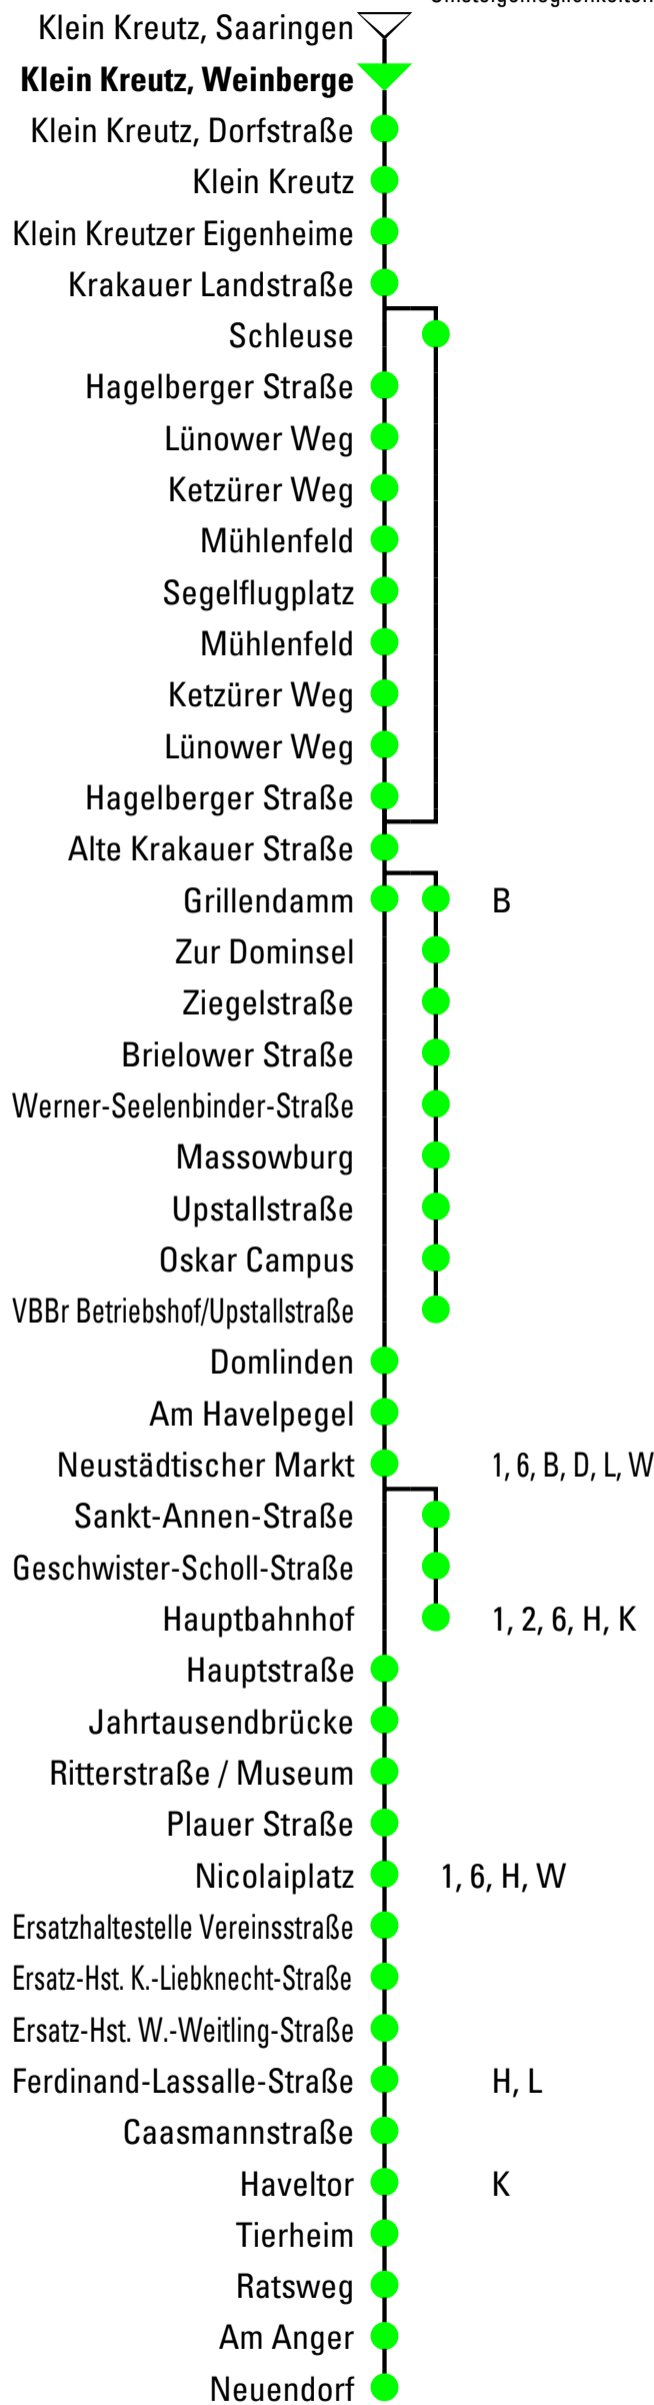 Klein Kreutz, Saaringen
Klein Kreutz, Weinberge
Klein Kreutz, Dorfstraße
Klein Kreutz
Klein Kreutzer Eigenheime
Krakauer Landstraße
Schleuse
Hagelberger Straße
Lünower Weg
Ketzürer Weg
Mühlenfeld
Segelflugplatz
Mühlenfeld
Ketzürer Weg
Lünower Weg
Hagelberger Straße
Alte Krakauer Straße
Grillendamm B
Zur Dominsel
Ziegelstraße
Brielower Straße
Werner-Seelenbinder-Straße
Massowburg
Upstallstraße
Oskar Campus
VBBr Betriebshof/Upstallstraße
Domlinden
Am Havelpegel
Neustädtischer Markt 1, 6, B, D, L, W
Sankt-Annen-Straße
Geschwister-Scholl-Straße
Hauptbahnhof 1, 2, 6, H, K
Hauptstraße
Jahrtausendbrücke
Ritterstraße / Museum
Plauer Straße
Nicolaiplatz 1, 6, H, W
Ersatzhaltestelle Vereinsstraße
Ersatz-Hst. K.-Liebknecht-Straße
Ersatz-Hst. W.-Weitling-Straße
Ferdinand-Lassalle-Straße H, L
Caasmannstraße
Haveltor K
Tierheim
Ratsweg
Am Anger
Neuendorf